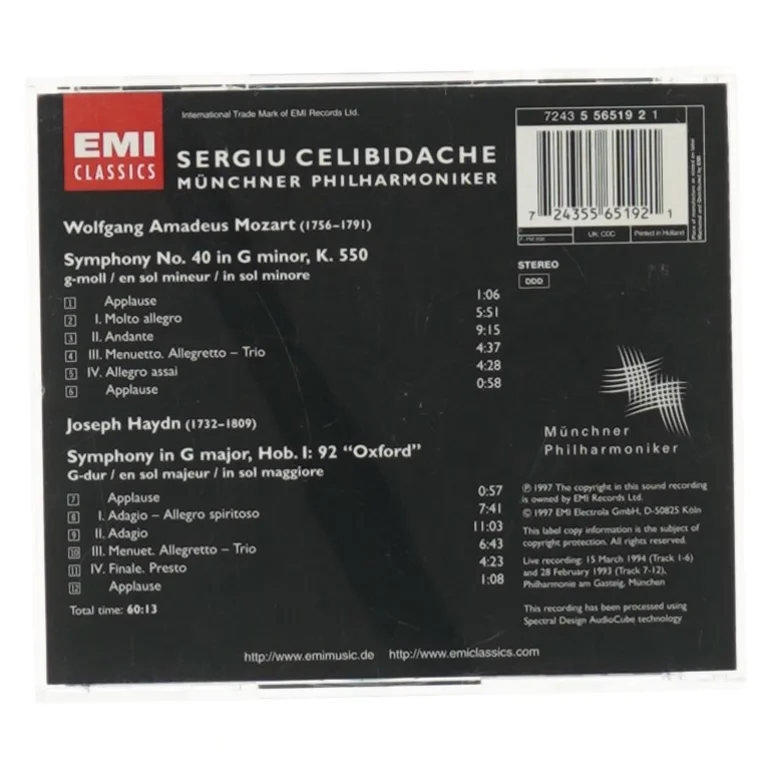 International Trade Mark of EMI Records Ltd.
EMI
CLASSICS
SERGIU CELIBIDACHE
MÜNCHNER PHILHARMONIKER
7243 5 56519 2 1
7 24355 65192 1
UK: CDC
Printed in Holland
Wolfgang Amadeus Mozart (1756–1791)
Symphony No. 40 in G minor, K. 550
g-moll / en sol mineur / in sol minore
1 Applause 1:06
2 I. Molto allegro 5:51
3 II. Andante 9:15
4 III. Menuetto. Allegretto – Trio 4:37
5 IV. Allegro assai 4:28
6 Applause 0:58
Joseph Haydn (1732–1809)
Symphony in G major, Hob. I: 92 “Oxford”
G-dur / en sol majeur / in sol maggiore
7 Applause 0:57
8 I. Adagio – Allegro spiritoso 7:41
9 II. Adagio 11:03
10 III. Menuet. Allegretto – Trio 6:43
11 IV. Finale. Presto 4:23
12 Applause 1:08
Total time: 60:13
STEREO
DDD
Münchner
Philharmoniker
℗ 1997 The copyright in this sound recording
is owned by EMI Records Ltd.
© 1997 EMI Electrola GmbH, D-50825 Köln
This label copy information is the subject of
copyright protection. All rights reserved.
Live recording: 15 March 1994 (Track 1-6)
and 28 February 1993 (Track 7-12),
Philharmonie am Gasteig, München
This recording has been processed using
Spectral Design AudioCube technology
http://www.emimusic.de http://www.emiclassics.com